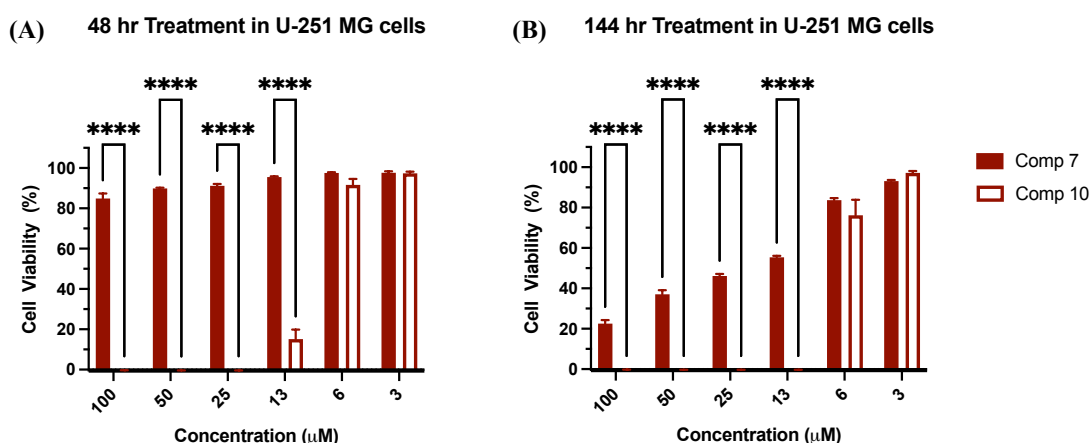 (A) 48 hr Treatment in U-251 MG cells
**** ****
**** ****
100
80
60
40
20
0
Cell Viability (%)
100 50 25 13 6 3
Concentration (µM)
(B) 144 hr Treatment in U-251 MG cells
**** ****
**** ****
100
80
60
40
20
0
Cell Viability (%)
100 50 25 13 6 3
Concentration (µM)
Comp 7
Comp 10